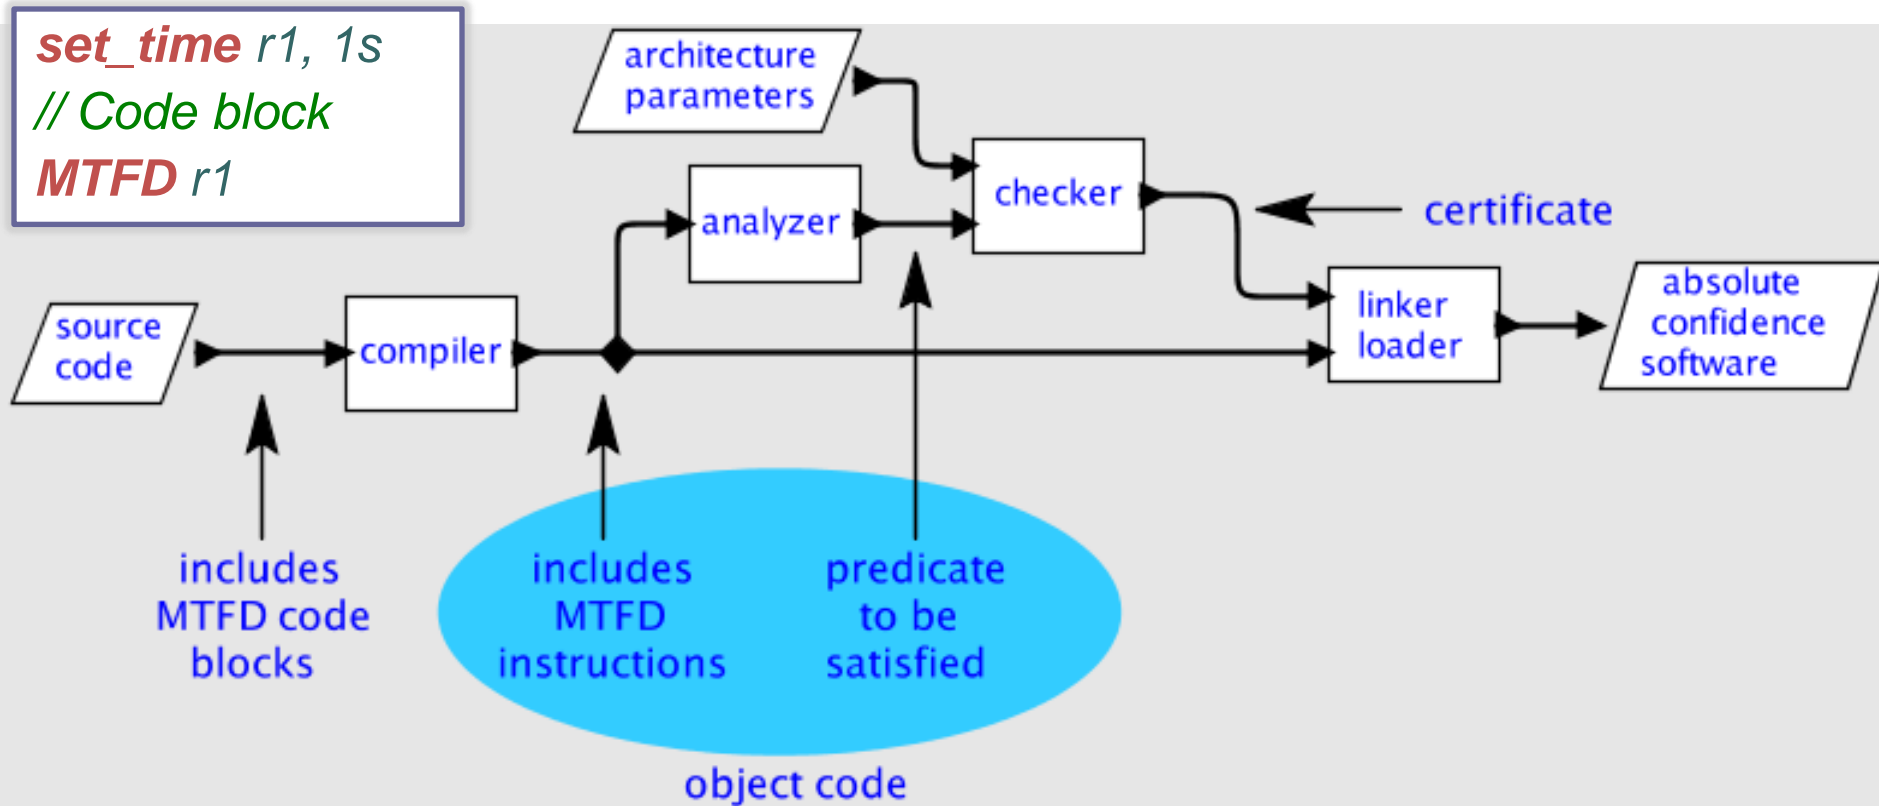 set_time r1, 1s
// Code block
MTFD r1
architecture
parameters
checker
analyzer
certificate
source
code
compiler
linker
loader
absolute
confidence
software
includes
MTFD code
blocks
includes
MTFD
instructions
predicate
to be
satisfied
object code